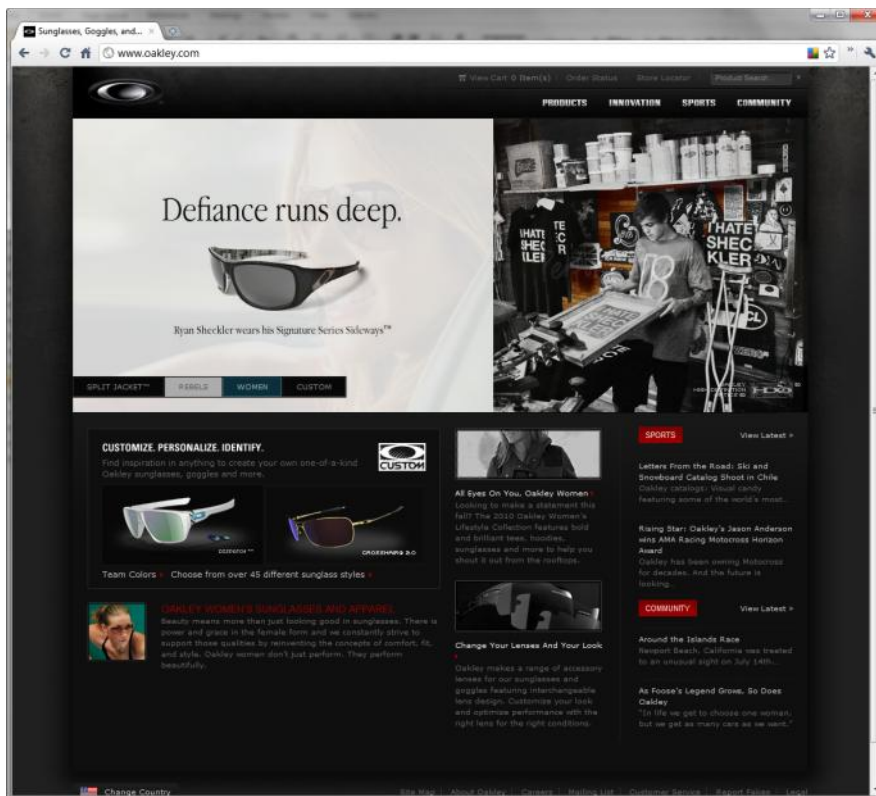 Sunglasses, Goggles, and...
www.oakley.com
View Cart 0 Item(s)
Order Status
Store Locator
Product Search
PRODUCTS INNOVATION SPORTS COMMUNITY
Defiance runs deep.
Ryan Sheckler wears his Signature Series Sideways™
I HATE
SHEC
KLER
I HATE
SHEC
KLER
SPLIT JACKET™ REBELS WOMEN CUSTOM
CUSTOMIZE. PERSONALIZE. IDENTIFY.
Find inspiration in anything to create your own one-of-a-kind
Oakley sunglasses, goggles and more.
CUSTOM
DISPATCH™
CROSSHAIR 2.0
Team Colors Choose from over 45 different sunglass styles
OAKLEY WOMEN'S SUNGLASSES AND APPAREL
Beauty means more than just looking good in sunglasses. There is
power and grace in the female form and we constantly strive to
support those qualities by reinventing the concepts of comfort, fit,
and style. Oakley women don't just perform. They perform
beautifully.
All Eyes On You, Oakley Women
Looking to make a statement this
fall? The 2010 Oakley Women's
Lifestyle Collection features bold
and brilliant tees, hoodies,
sunglasses and more to help you
shout it out from the rooftops.
Change Your Lenses And Your Look
Oakley makes a range of accessory
lenses for our sunglasses and
goggles featuring interchangeable
lens design. Customize your look
and optimize performance with the
right lens for the right conditions.
SPORTS View Latest »
Letters From the Road: Ski and
Snowboard Catalog Shoot in Chile
Oakley catalogs: Visual candy
featuring some of the world's most...
Rising Star: Oakley's Jason Anderson
wins AMA Racing Motocross Horizon
Award
Oakley has been owning Motocross
for decades. And the future is
looking...
COMMUNITY View Latest »
Around the Islands Race
Newport Beach, California was treated
to an unusual sight on July 14th...
As Foose's Legend Grows, So Does
Oakley
"In life we get to choose one woman,
but we get as many cars as we want."
Change Country
Site Map | About Oakley | Careers | Mailing List | Customer Service | Report Fakes | Legal